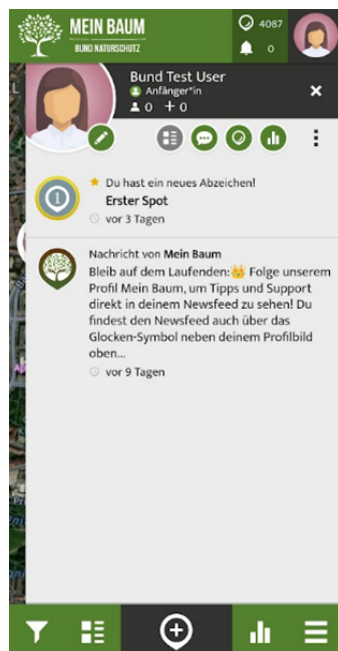 MEIN BAUM
BUND NATURSCHUTZ
4087
0
Bund Test User
Anfänger*in
0 + 0
Du hast ein neues Abzeichen!
1
Erster Spot
vor 3 Tagen
Nachricht von Mein Baum
Bleib auf dem Laufenden:👑 Folge unserem
Profil Mein Baum, um Tipps und Support
direkt in deinem Newsfeed zu sehen! Du
findest den Newsfeed auch über das
Glocken-Symbol neben deinem Profilbild
oben...
vor 9 Tagen